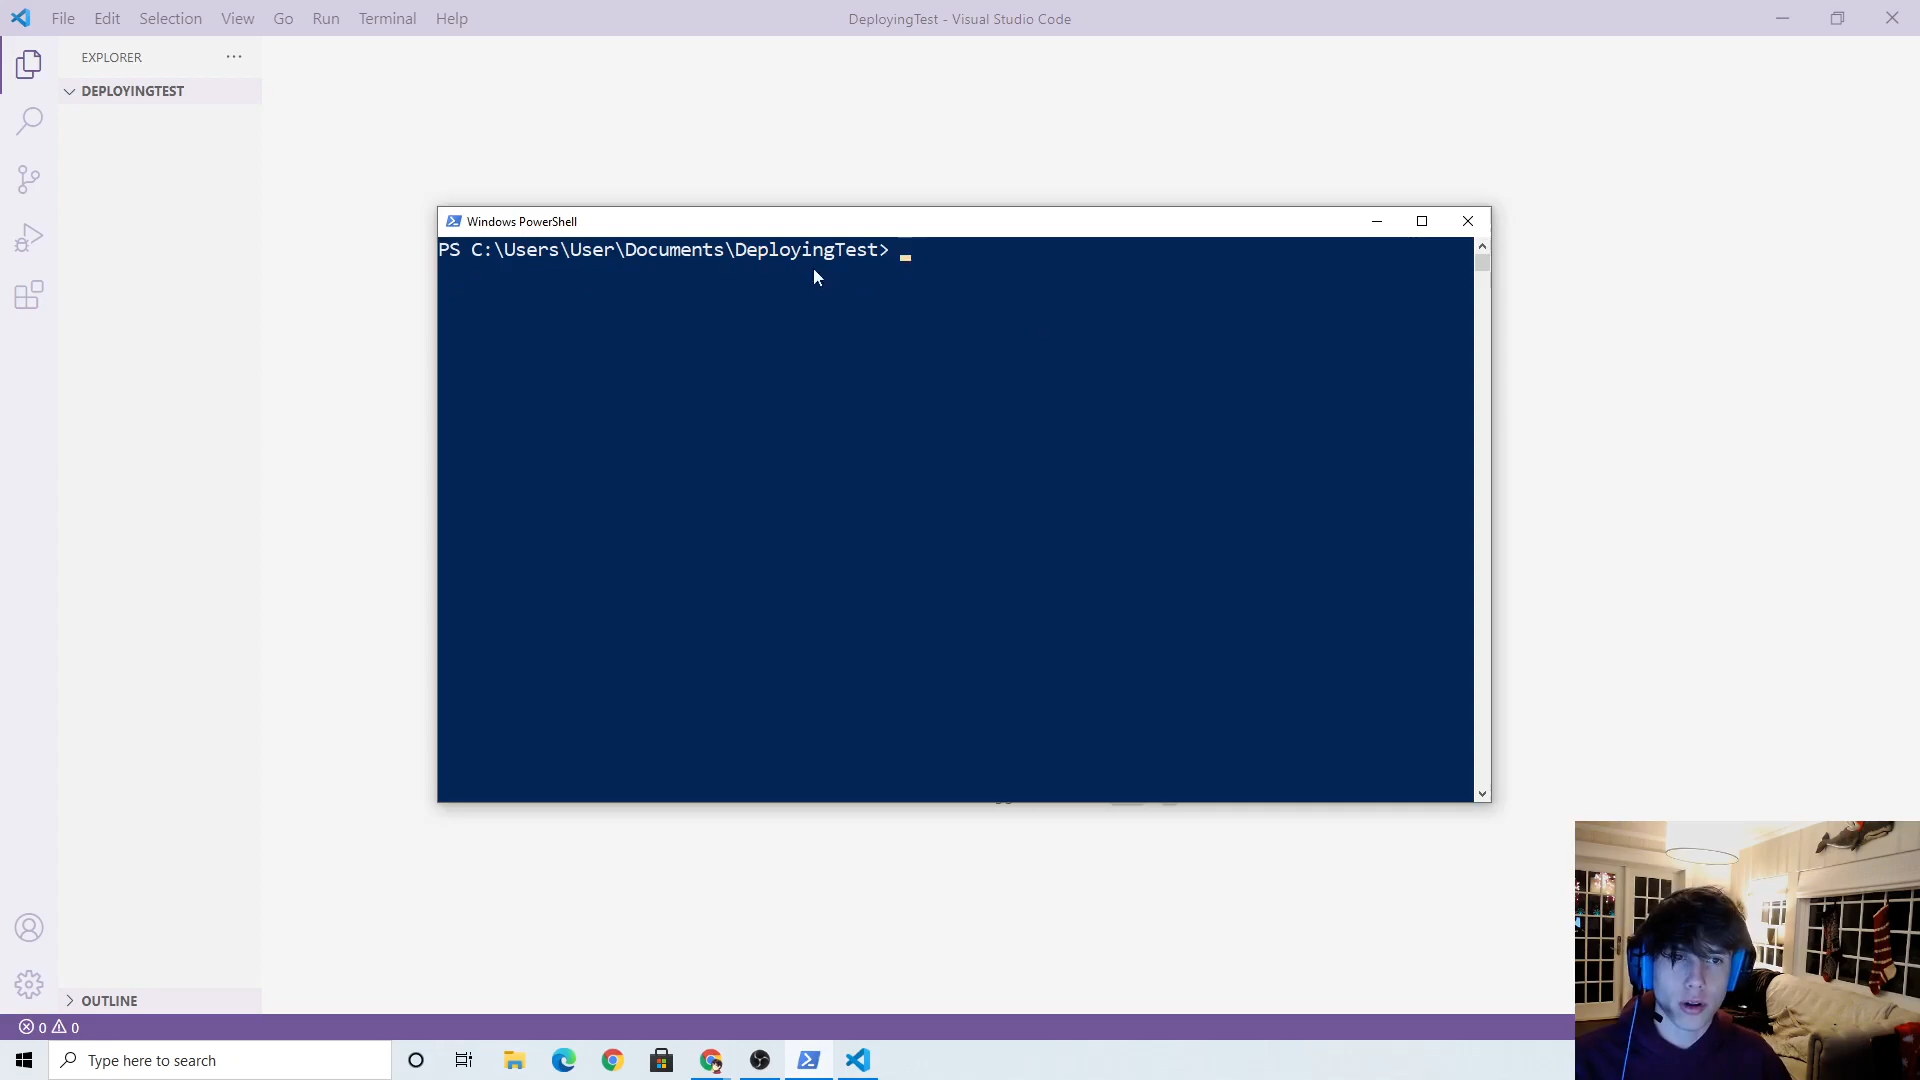 File Edit Selection View Go Run Terminal Help
DeployingTest - Visual Studio Code
EXPLORER
DEPLOYINGTEST
Windows PowerShell
PS C:\Users\User\Documents\DeployingTest>
OUTLINE
0 0
Type here to search